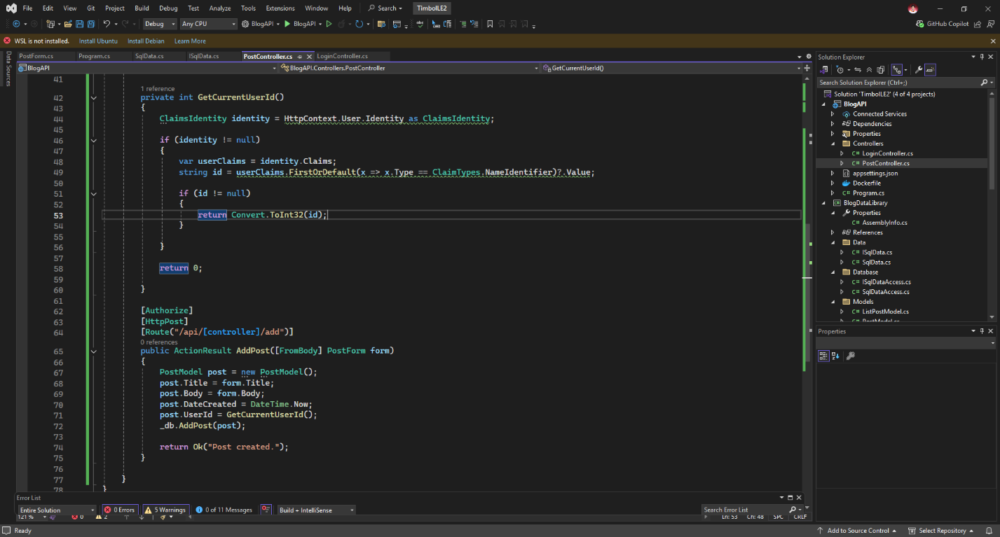 File Edit View Git Project Build Debug Test Analyze Tools Extensions Window Help Search TimbolLE2
Debug Any CPU BlogAPI BlogAPI GitHub Copilot
WSL is not installed. Install Ubuntu Install Debian Learn More
Data Sources
PostForm.cs Program.cs SqlData.cs ISqlData.cs PostController.cs LoginController.cs
BlogAPI BlogAPI.Controllers.PostController GetCurrentUserId()
41
1 reference
42 private int GetCurrentUserId()
43 {
44 ClaimsIdentity identity = HttpContext.User.Identity as ClaimsIdentity;
45
46 if (identity != null)
47 {
48 var userClaims = identity.Claims;
49 string id = userClaims.FirstOrDefault(x => x.Type == ClaimTypes.NameIdentifier)?.Value;
50
51 if (id != null)
52 {
53 return Convert.ToInt32(id);
54 }
55
56 }
57
58 return 0;
59
60 }
61
62 [Authorize]
63 [HttpPost]
64 [Route("/api/[controller]/add")]
0 references
65 public ActionResult AddPost([FromBody] PostForm form)
66 {
67 PostModel post = new PostModel();
68 post.Title = form.Title;
69 post.Body = form.Body;
70 post.DateCreated = DateTime.Now;
71 post.UserId = GetCurrentUserId();
72 _db.AddPost(post);
73
74 return Ok("Post created.");
75 }
76
77 }
78 }
Error List
Entire Solution 0 Errors 5 Warnings 0 of 11 Messages Build + IntelliSense Search Error List
121 % 0 2 Ln: 53 Ch: 48 SPC CRLF
Ready Add to Source Control Select Repository
Solution Explorer
Search Solution Explorer (Ctrl+;)
Solution 'TimbolLE2' (4 of 4 projects)
BlogAPI
Connected Services
Dependencies
Properties
Controllers
C# LoginController.cs
C# PostController.cs
appsettings.json
Dockerfile
C# Program.cs
BlogDataLibrary
Properties
C# AssemblyInfo.cs
References
Data
C# ISqlData.cs
C# SqlData.cs
Database
C# ISqlDataAccess.cs
C# SqlDataAccess.cs
Models
C# ListPostModel.cs
C# PostModel.cs
Properties